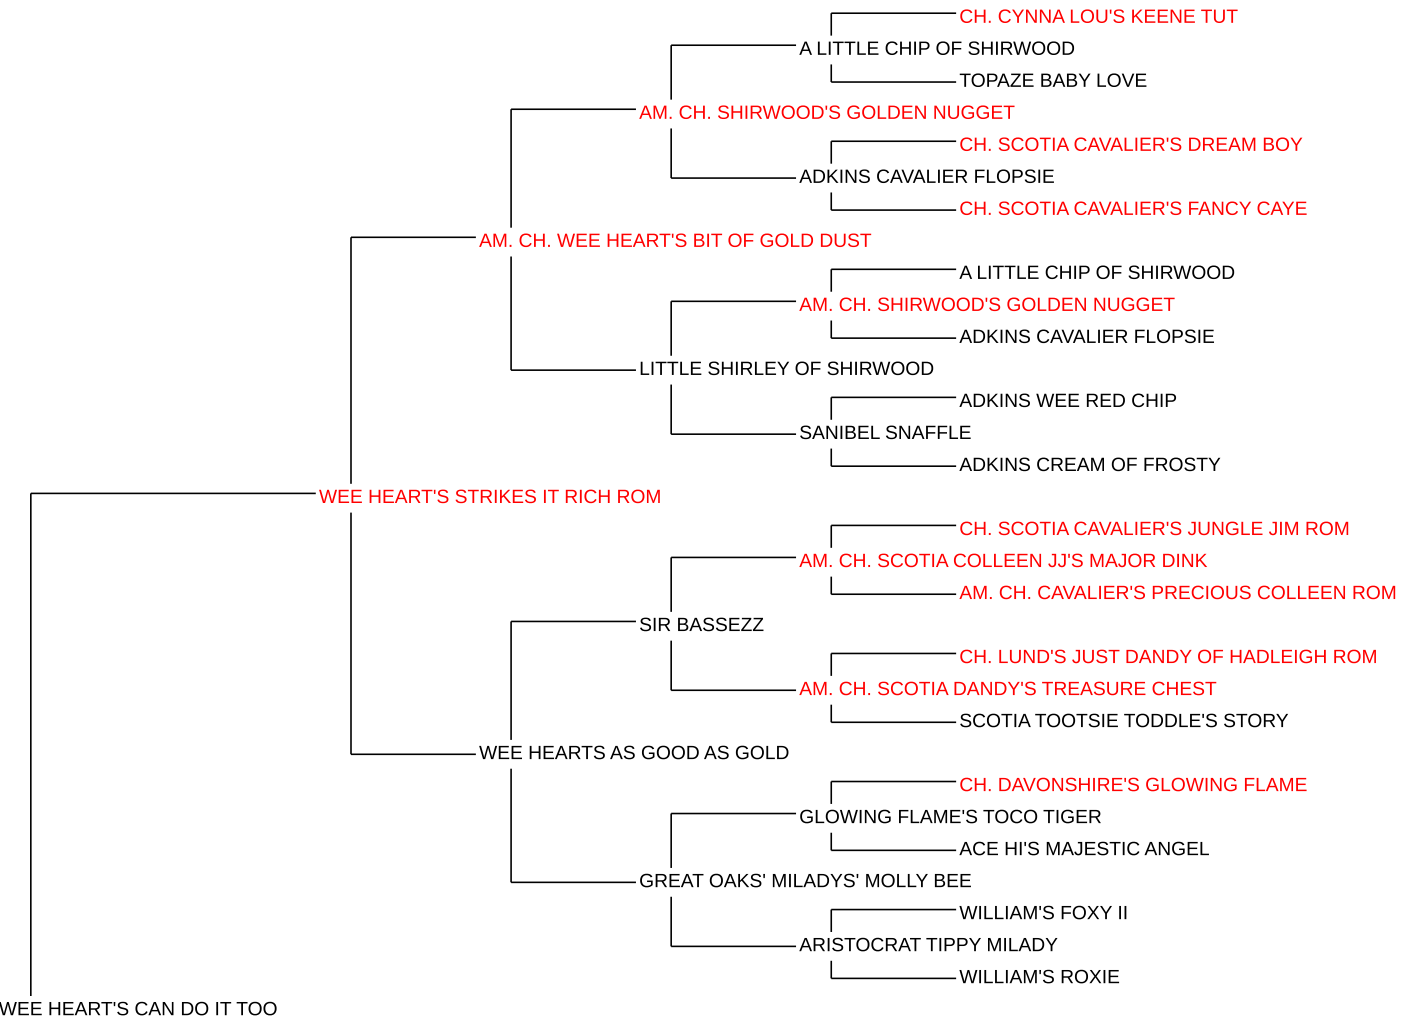 CH. CYNNA LOU'S KEENE TUT
A LITTLE CHIP OF SHIRWOOD
TOPAZE BABY LOVE
AM. CH. SHIRWOOD'S GOLDEN NUGGET
CH. SCOTIA CAVALIER'S DREAM BOY
ADKINS CAVALIER FLOPSIE
CH. SCOTIA CAVALIER'S FANCY CAYE
AM. CH. WEE HEART'S BIT OF GOLD DUST
A LITTLE CHIP OF SHIRWOOD
AM. CH. SHIRWOOD'S GOLDEN NUGGET
ADKINS CAVALIER FLOPSIE
LITTLE SHIRLEY OF SHIRWOOD
ADKINS WEE RED CHIP
SANIBEL SNAFFLE
ADKINS CREAM OF FROSTY
WEE HEART'S STRIKES IT RICH ROM
CH. SCOTIA CAVALIER'S JUNGLE JIM ROM
AM. CH. SCOTIA COLLEEN JJ'S MAJOR DINK
AM. CH. CAVALIER'S PRECIOUS COLLEEN ROM
SIR BASSEZZ
CH. LUND'S JUST DANDY OF HADLEIGH ROM
AM. CH. SCOTIA DANDY'S TREASURE CHEST
SCOTIA TOOTSIE TODDLE'S STORY
WEE HEARTS AS GOOD AS GOLD
CH. DAVONSHIRE'S GLOWING FLAME
GLOWING FLAME'S TOCO TIGER
ACE HI'S MAJESTIC ANGEL
GREAT OAKS' MILADYS' MOLLY BEE
WILLIAM'S FOXY II
ARISTOCRAT TIPPY MILADY
WILLIAM'S ROXIE
WEE HEART'S CAN DO IT TOO